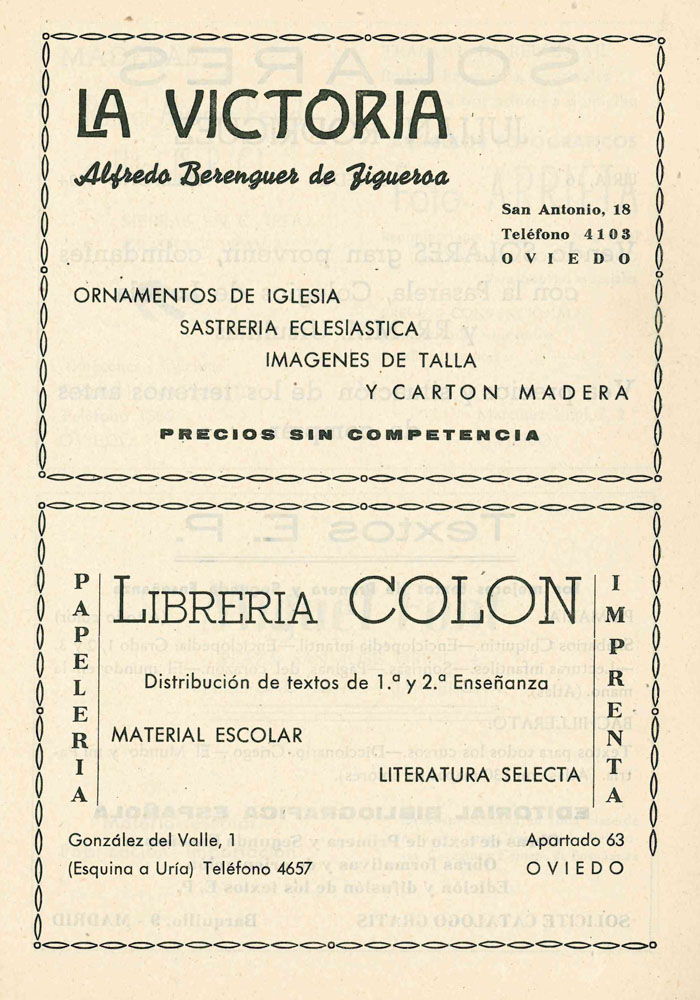 LA VICTORIA
Alfredo Berenguer de Figueroa
San Antonio, 18
Teléfono 4103
OVIEDO
ORNAMENTOS DE IGLESIA
SASTRERIA ECLESIASTICA
IMAGENES DE TALLA
Y CARTON MADERA
PRECIOS SIN COMPETENCIA
PAPELERIA
LIBRERIA COLON
IMPRENTA
Distribución de textos de 1.ª y 2.ª Enseñanza
MATERIAL ESCOLAR
LITERATURA SELECTA
González del Valle, 1
Apartado 63
(Esquina a Uría) Teléfono 4657
OVIEDO